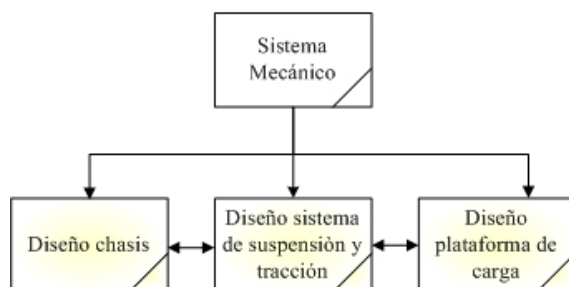 Sistema
Mecánico
Diseño chasis
Diseño sistema
de suspensiòn y
tracción
Diseño
plataforma de
carga